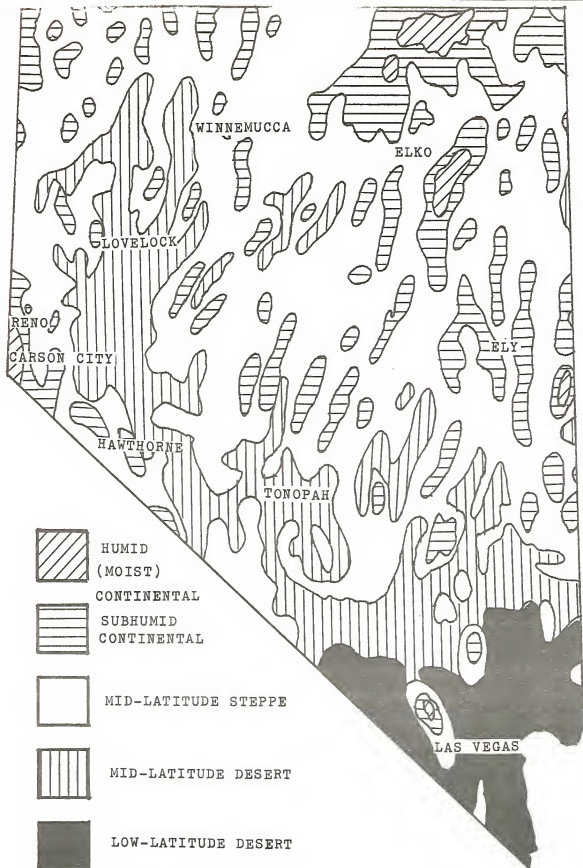 WINNEMUCCA
ELKO
LOVELOCK
RENO
CARSON CITY
ELY
HAWTHORNE
TONOPAH
LAS VEGAS
HUMID
(MOIST)
CONTINENTAL
SUBHUMID
CONTINENTAL
MID-LATITUDE STEPPE
MID-LATITUDE DESERT
LOW-LATITUDE DESERT